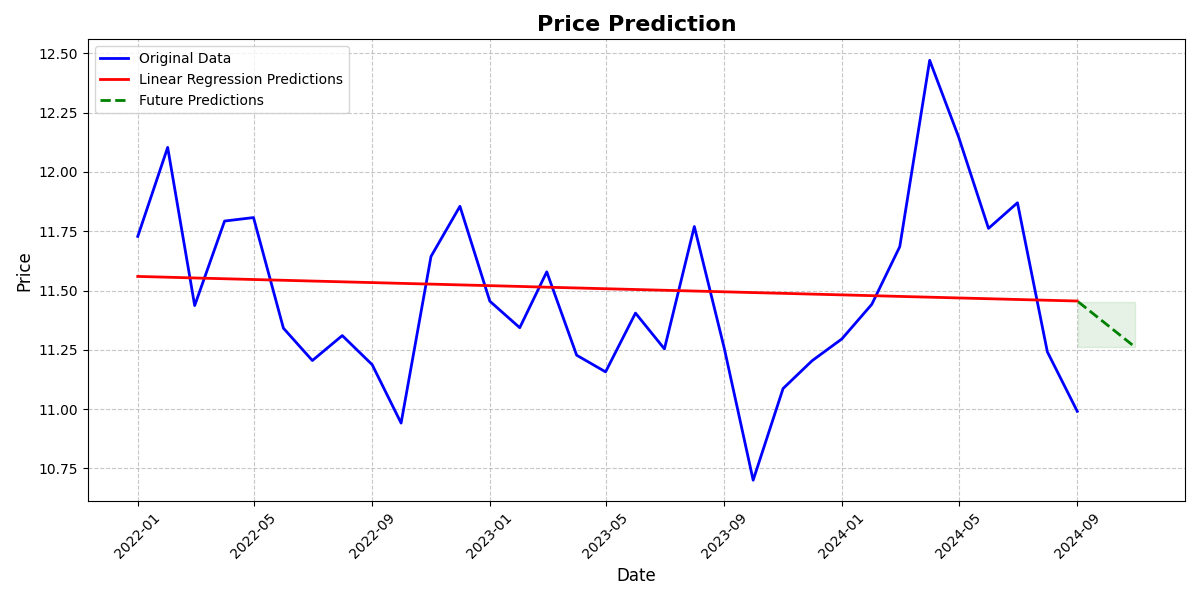 Price Prediction
Original Data
Linear Regression Predictions
Future Predictions
Price
12.50
12.25
12.00
11.75
11.50
11.25
11.00
10.75
2022-01
2022-05
2022-09
2023-01
2023-05
2023-09
2024-01
2024-05
2024-09
Date